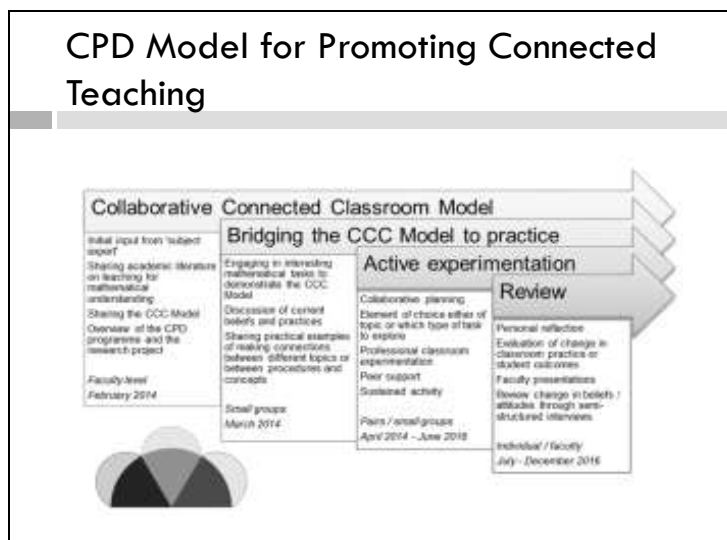 CPD Model for Promoting Connected
Teaching
Collaborative Connected Classroom Model
Initial input from 'subject
expert'
Sharing academic literature
on teaching for
mathematical
understanding
Sharing the CCC Model
Overview of the CPD
programme and the
research project
Faculty level
February 2014
Bridging the CCC Model to practice
Engaging in interesting
mathematical tasks to
demonstrate the CCC
Model
Discussion of current
beliefs and practices
Sharing practical examples
of making connections
between different topics or
between procedures and
concepts
Small groups
March 2014
Active experimentation
Collaborative planning
Element of choice either of
topic or which type of task
to explore
Professional classroom
experimentation
Peer support
Sustained activity
Pairs / small groups
April 2014 - June 2016
Review
Personal reflection
Evaluation of change in
classroom practice or
student outcomes
Faculty presentations
Review change in beliefs /
attitudes through semi-
structured interviews
Individual / faculty
July - December 2016